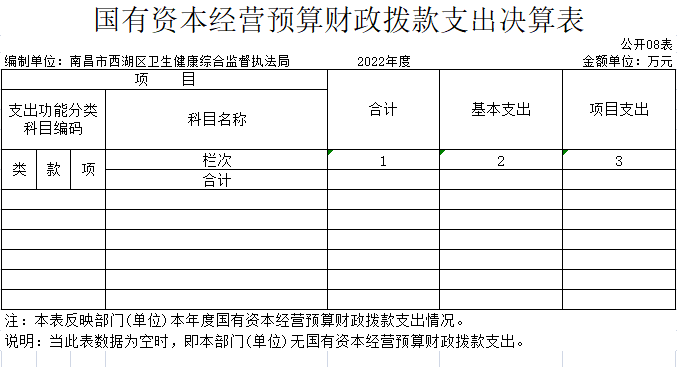 国有资本经营预算财政拨款支出决算表
公开08表
编制单位：南昌市西湖区卫生健康综合监督执法局 2022年度 金额单位：万元
项 目
支出功能分类科目编码 科目名称 合计 基本支出 项目支出
类 款 项 栏次 1 2 3
合计
注：本表反映部门(单位)本年度国有资本经营预算财政拨款支出情况。
说明：当此表数据为空时，即本部门(单位)无国有资本经营预算财政拨款支出。